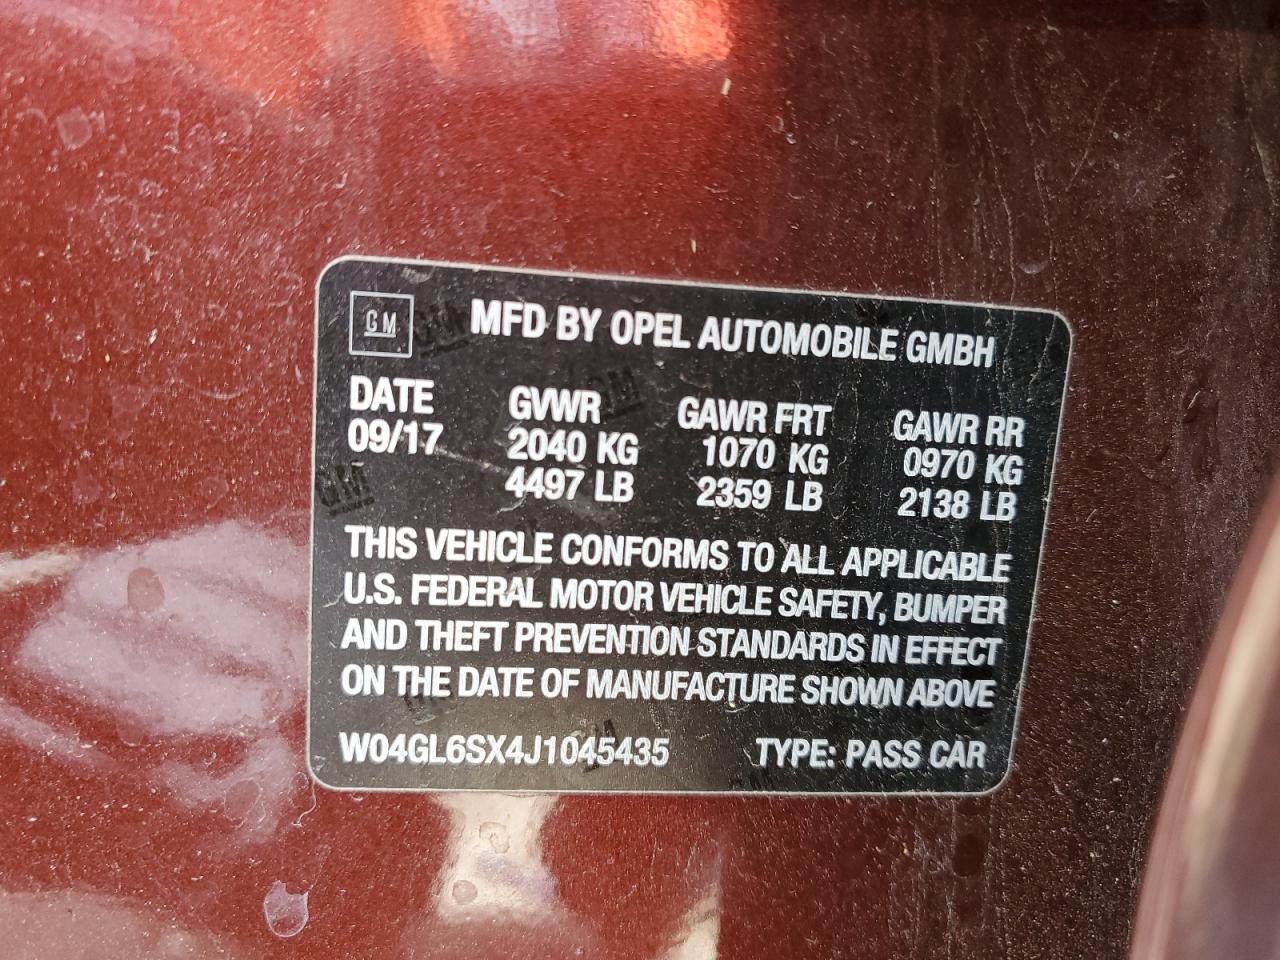 GM MFD BY OPEL AUTOMOBILE GMBH
DATE GVWR GAWR FRT GAWR RR
09/17 2040 KG 1070 KG 0970 KG
4497 LB 2359 LB 2138 LB
THIS VEHICLE CONFORMS TO ALL APPLICABLE
U.S. FEDERAL MOTOR VEHICLE SAFETY, BUMPER
AND THEFT PREVENTION STANDARDS IN EFFECT
ON THE DATE OF MANUFACTURE SHOWN ABOVE
W04GL6SX4J1045435 TYPE: PASS CAR